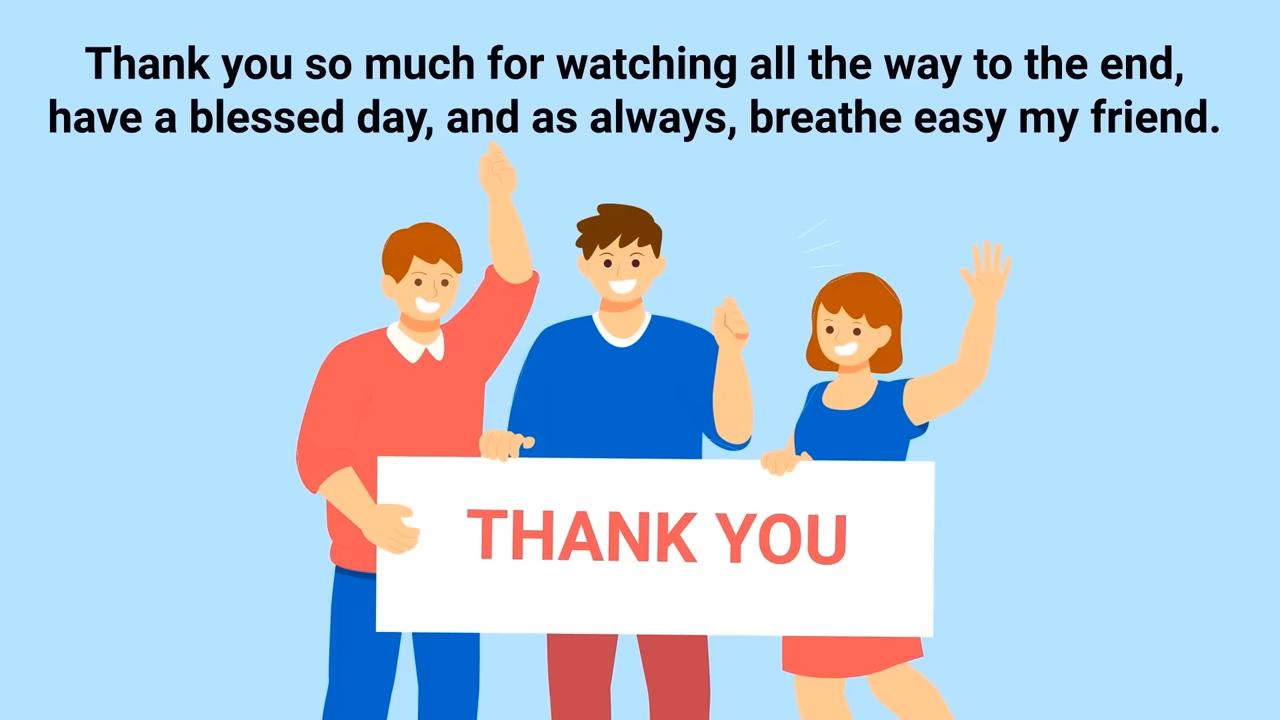 Thank you so much for watching all the way to the end,
have a blessed day, and as always, breathe easy my friend.
THANK YOU